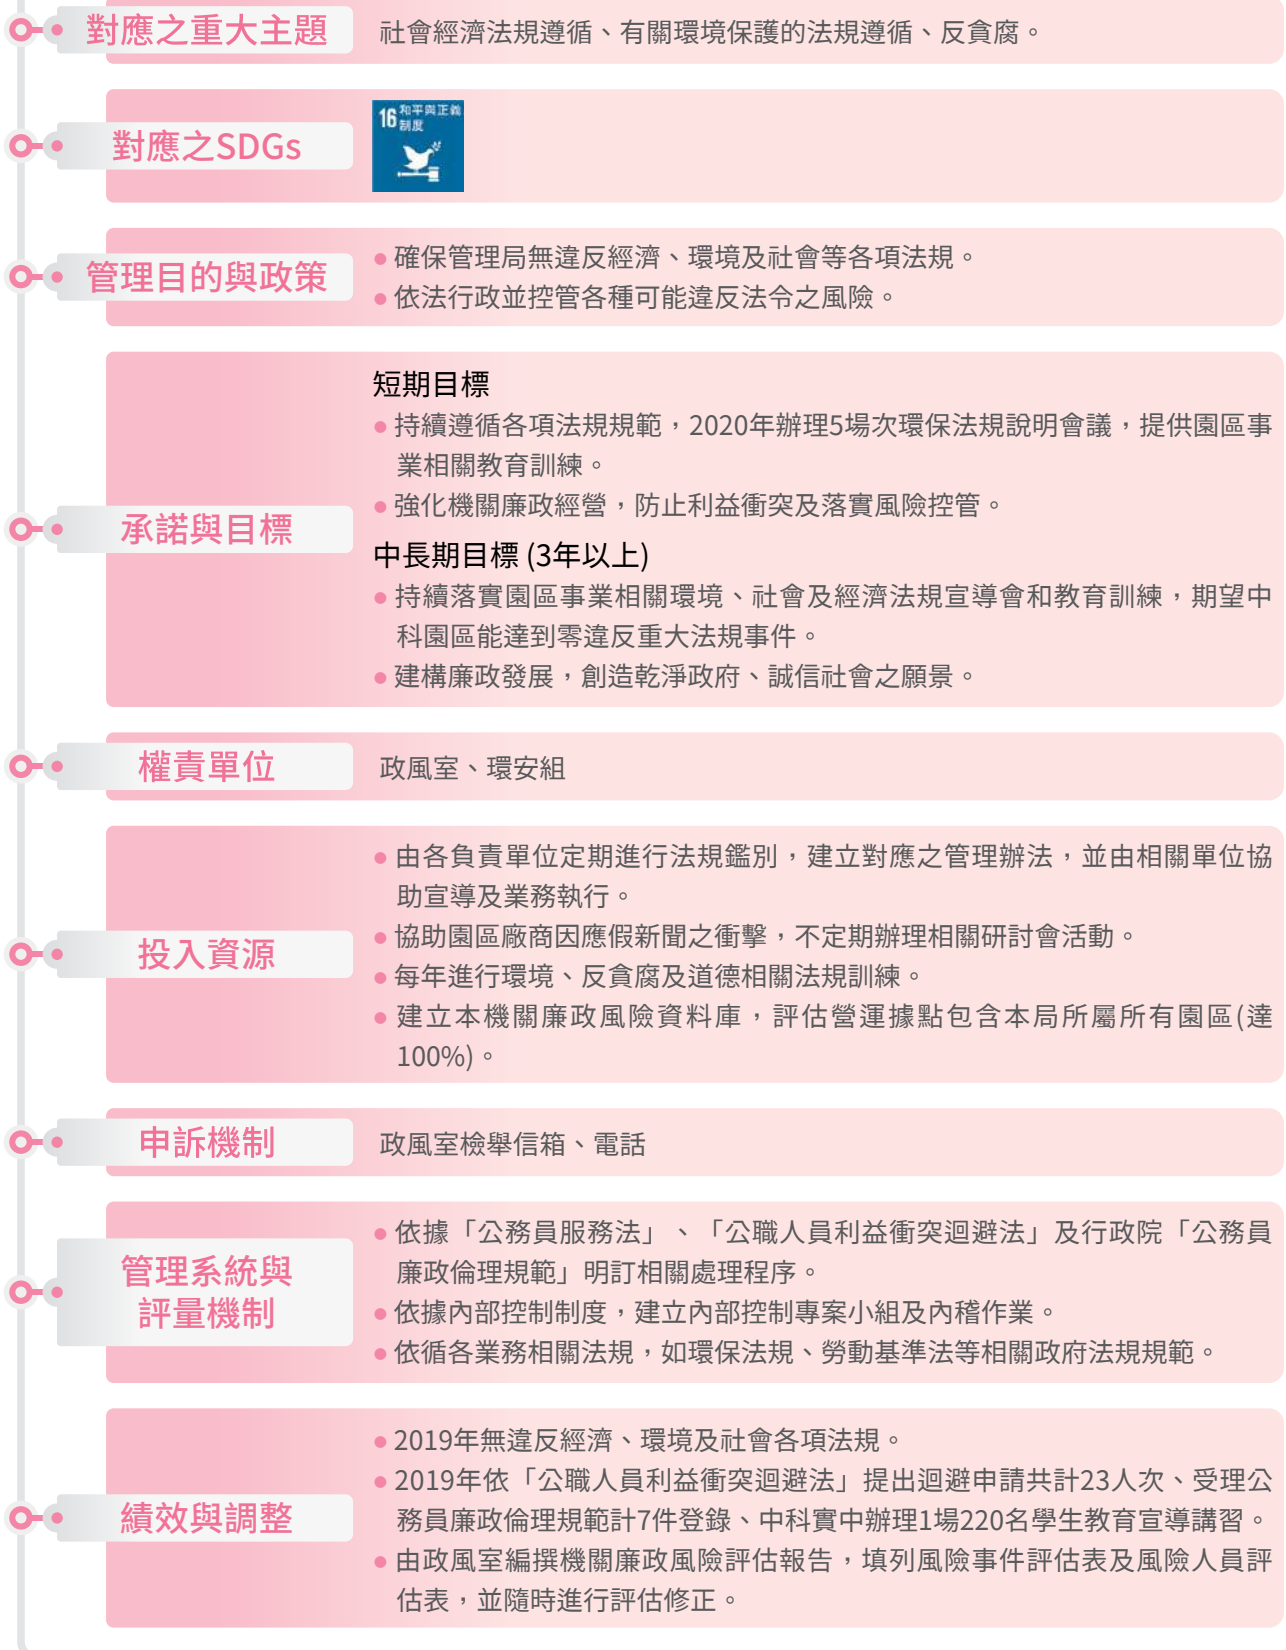 對應之重大主題
社會經濟法規遵循、有關環境保護的法規遵循、反貪腐。
對應之SDGs
16 和平與正義
制度
管理目的與政策
● 確保管理局無違反經濟、環境及社會等各項法規。
● 依法行政並控管各種可能違反法令之風險。
承諾與目標
短期目標
● 持續遵循各項法規規範，2020年辦理5場次環保法規說明會議，提供園區事
業相關教育訓練。
● 強化機關廉政經營，防止利益衝突及落實風險控管。
中長期目標 (3年以上)
● 持續落實園區事業相關環境、社會及經濟法規宣導會和教育訓練，期望中
科園區能達到零違反重大法規事件。
● 建構廉政發展，創造乾淨政府、誠信社會之願景。
權責單位
政風室、環安組
投入資源
● 由各負責單位定期進行法規鑑別，建立對應之管理辦法，並由相關單位協
助宣導及業務執行。
● 協助園區廠商因應假新聞之衝擊，不定期辦理相關研討會活動。
● 每年進行環境、反貪腐及道德相關法規訓練。
● 建立本機關廉政風險資料庫，評估營運據點包含本局所屬所有園區(達
100%)。
申訴機制
政風室檢舉信箱、電話
管理系統與
評量機制
● 依據「公務員服務法」、「公職人員利益衝突迴避法」及行政院「公務員
廉政倫理規範」明訂相關處理程序。
● 依據內部控制制度，建立內部控制專案小組及內稽作業。
● 依循各業務相關法規，如環保法規、勞動基準法等相關政府法規規範。
績效與調整
● 2019年無違反經濟、環境及社會各項法規。
● 2019年依「公職人員利益衝突迴避法」提出迴避申請共計23人次、受理公
務員廉政倫理規範計7件登錄、中科實中辦理1場220名學生教育宣導講習。
● 由政風室編撰機關廉政風險評估報告，填列風險事件評估表及風險人員評
估表，並隨時進行評估修正。